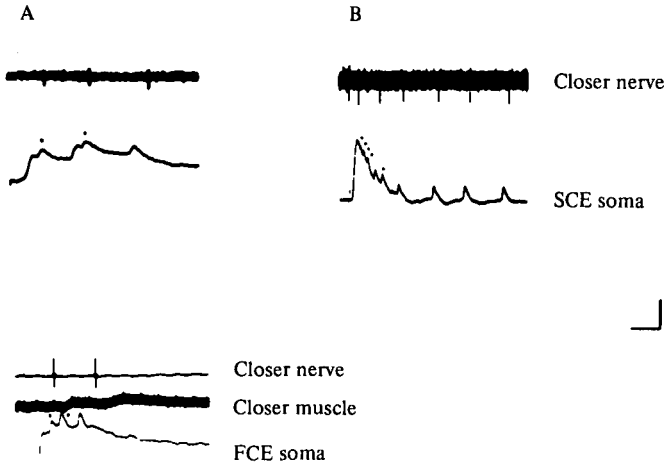 A
B
Closer nerve
SCE soma
Closer nerve
Closer muscle
FCE soma